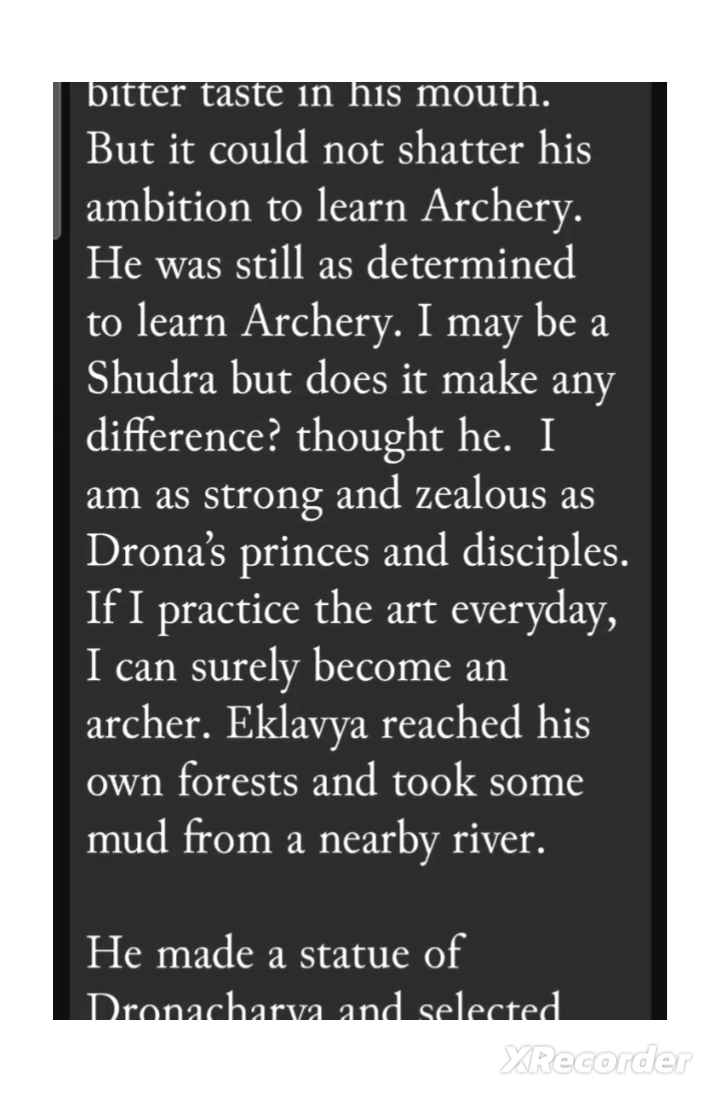 bitter taste in his mouth.
But it could not shatter his
ambition to learn Archery.
He was still as determined
to learn Archery. I may be a
Shudra but does it make any
difference? thought he.  I
am as strong and zealous as
Drona’s princes and disciples.
If I practice the art everyday,
I can surely become an
archer. Eklavya reached his
own forests and took some
mud from a nearby river.
He made a statue of
Dronacharya and selected
XRecorder